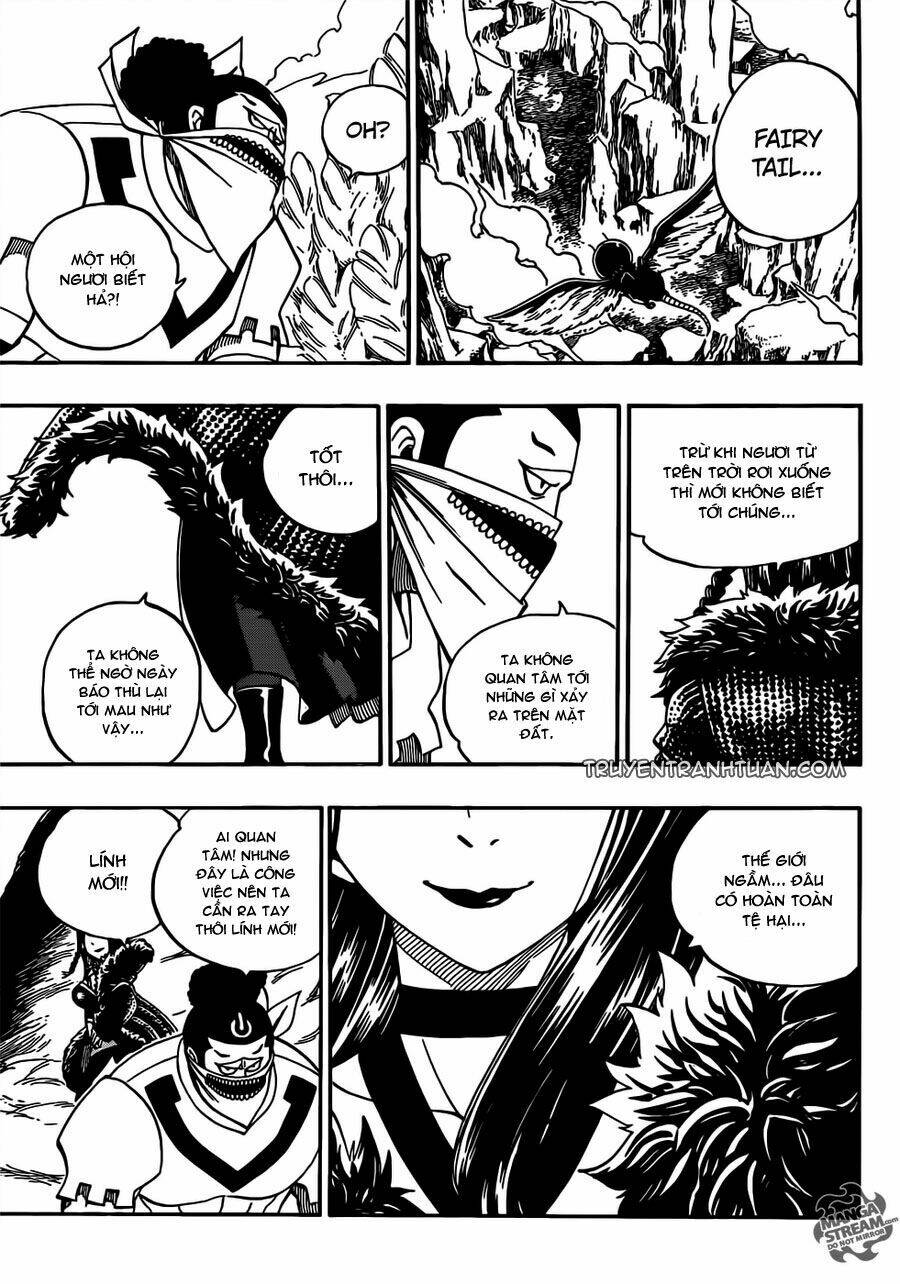 FAIRY
TAIL...
OH?
MỘT HỘI
NGƯƠI BIẾT
HẢ?!
TRỪ KHI NGƯƠI TỪ
TRÊN TRỜI RƠI XUỐNG
THÌ MỚI KHÔNG BIẾT
TỚI CHÚNG...
TA KHÔNG
QUAN TÂM TỚI
NHỮNG GÌ XẢY
RA TRÊN MẶT
ĐẤT.
TỐT
THÔI...
TA KHÔNG
THỂ NGỜ NGÀY
BÁO THÙ LẠI
TỚI MAU NHƯ
VẬY...
TRUYENTRANHTUAN.COM
THẾ GIỚI
NGẦM... ĐÂU
CÓ HOÀN TOÀN
TỆ HẠI...
AI QUAN
TÂM! NHƯNG
ĐÂY LÀ CÔNG
VIỆC NÊN TA
CẦN RA TAY
THÔI LÍNH MỚI!
LÍNH
MỚI!!
MANGA
STREAM.com
DO NOT MIRROR!